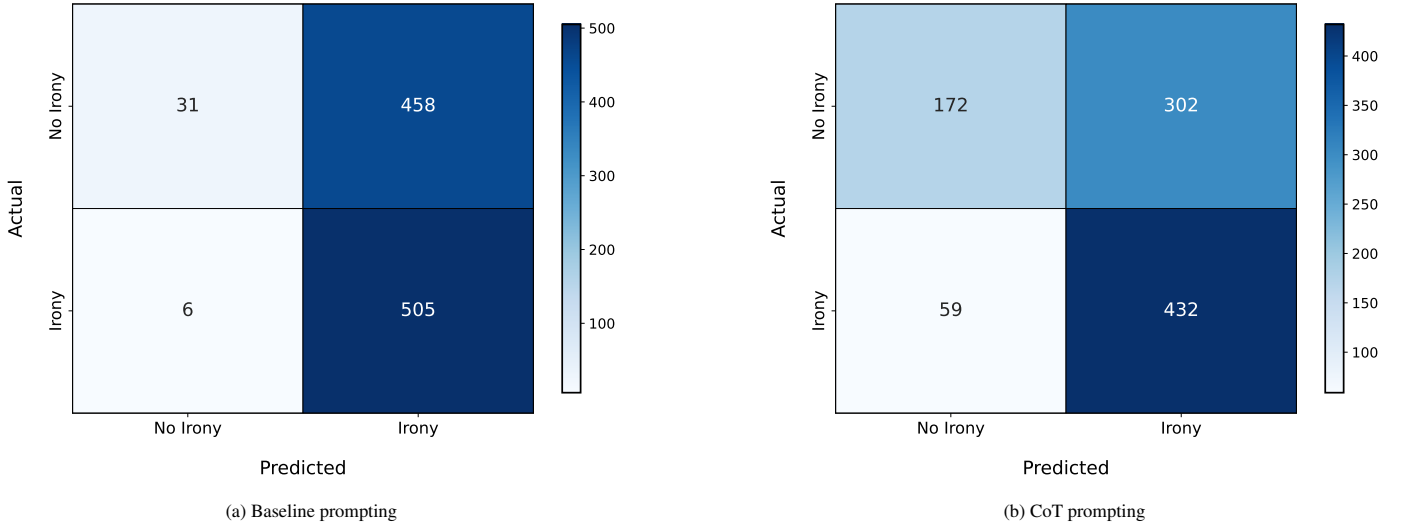 500
No Irony
31
458
400
300
Actual
200
Irony
6
505
100
No Irony
Irony
Predicted
(a) Baseline prompting
400
No Irony
172
302
350
300
250
Actual
200
Irony
59
432
150
100
No Irony
Irony
Predicted
(b) CoT prompting